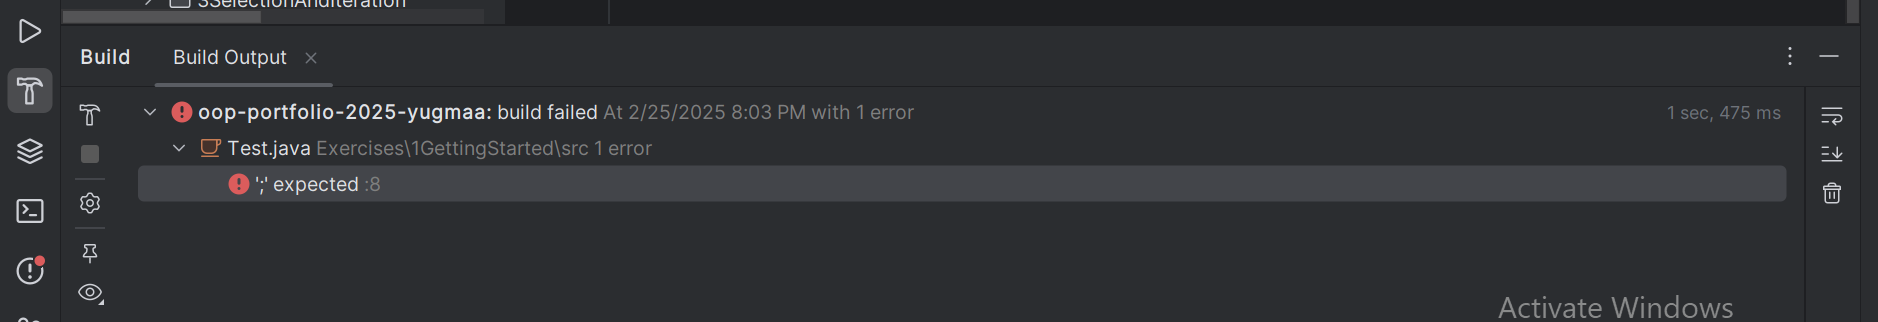 3SelectionAndIteration
Build Build Output
oop-portfolio-2025-yugmaa: build failed At 2/25/2025 8:03 PM with 1 error 1 sec, 475 ms
Test.java Exercises\1GettingStarted\src 1 error
';' expected :8
Activate Windows